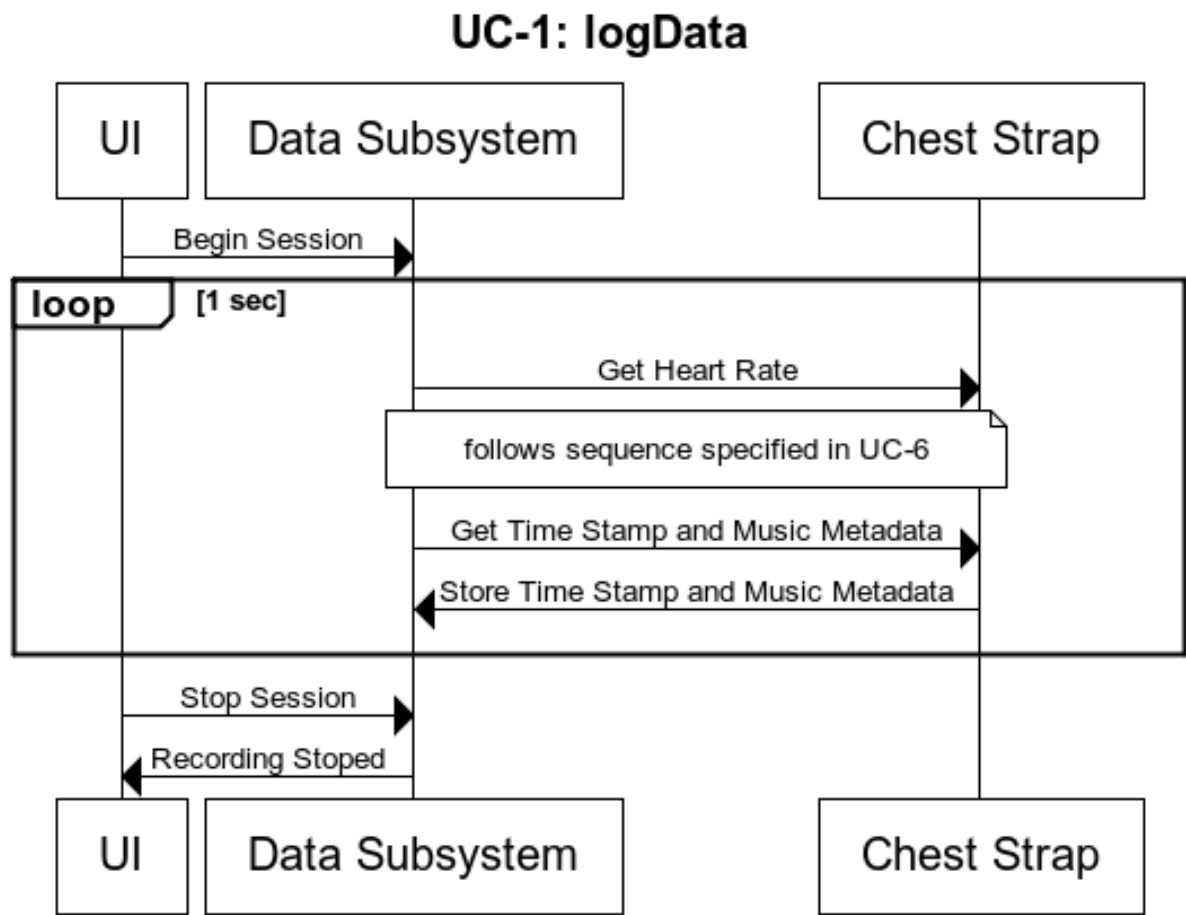 UC-1: logData
UI
Data Subsystem
Chest Strap
Begin Session
loop
[1 sec]
Get Heart Rate
follows sequence specified in UC-6
Get Time Stamp and Music Metadata
Store Time Stamp and Music Metadata
Stop Session
Recording Stoped
UI
Data Subsystem
Chest Strap